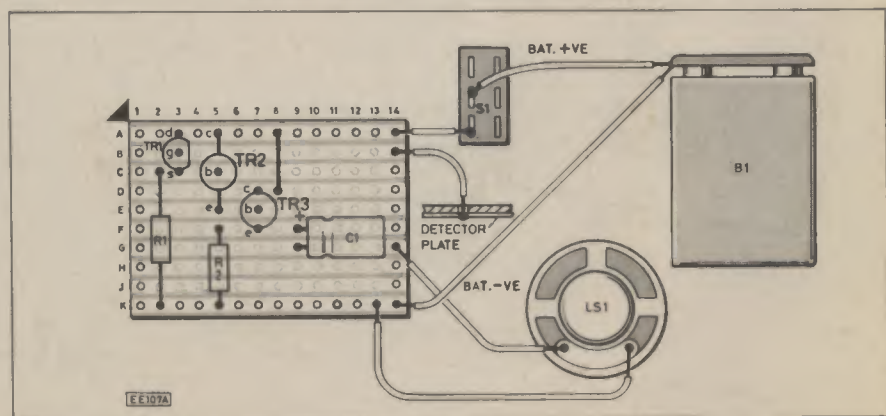 BAT. +VE
S1
B1
1 2 3 4 5 6 7 8 9 10 11 12 13 14
A d c
B TR1 g TR2
C s b
D c TR3
E e b
DETECTOR
PLATE
F e + C1
G
R1
R2
H BAT. -VE
J
K
LS1
EE107A